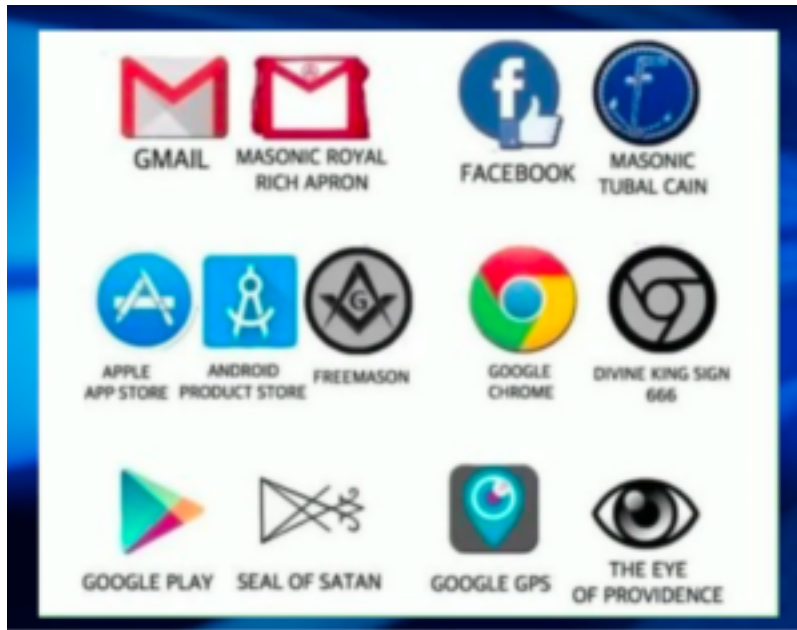 GMAIL
MASONIC ROYAL
RICH APRON
FACEBOOK
MASONIC
TUBAL CAIN
APPLE
APP STORE
ANDROID
PRODUCT STORE
FREEMASON
GOOGLE
CHROME
DIVINE KING SIGN
666
GOOGLE PLAY
SEAL OF SATAN
GOOGLE GPS
THE EYE
OF PROVIDENCE